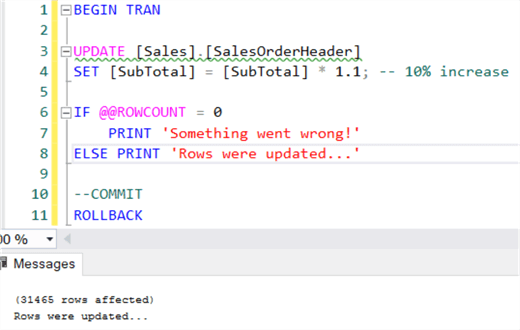 1 BEGIN TRAN
2
3 UPDATE [Sales].[SalesOrderHeader]
4 SET [SubTotal] = [SubTotal] * 1.1; -- 10% increase
5
6 IF @@ROWCOUNT = 0
7 PRINT 'Something went wrong!'
8 ELSE PRINT 'Rows were updated...'
9
10 --COMMIT
11 ROLLBACK
00 %
Messages
(31465 rows affected)
Rows were updated...